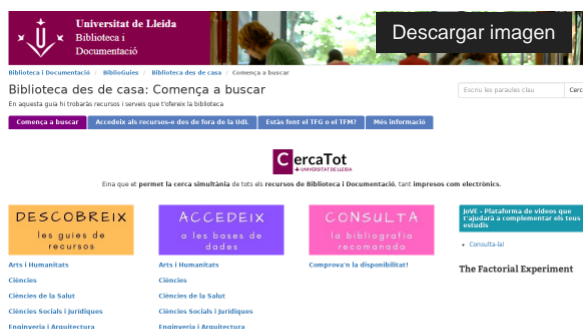 Universitat de Lleida
Biblioteca i
Documentació
Descargar imagen
Biblioteca i Documentació / BiblioGuies / Biblioteca des de casa / Comença a buscar
Biblioteca des de casa: Comença a buscar
En aquesta guia hi trobaràs recursos i serveis que t'ofereix la biblioteca
Escriu les paraules clau
Cerc
Comença a buscar
Accedeix als recursos-e des de fora de la UdL
Estàs fent el TFG o el TFM?
Més informació
CercaTot
UNIVERSITAT DE LLEIDA
Eina que et permet la cerca simultània de tots els recursos de Biblioteca i Documentació, tant impresos com electrònics.
DESCOBREIX
les guies de
recursos
Arts i Humanitats
Ciències
Ciències de la Salut
Ciències Socials i Jurídiques
Enginyeria i Arquitectura
ACCEDEIX
a les bases de
dades
Arts i Humanitats
Ciències
Ciències de la Salut
Ciències Socials i Jurídiques
Enginyeria i Arquitectura
CONSULTA
la bibliografia
recomanada
Comprova'n la disponibilitat!
JoVE - Plataforma de vídeos que
t'ajudarà a complementar els teus
estudis
Consulta-la!
The Factorial Experiment